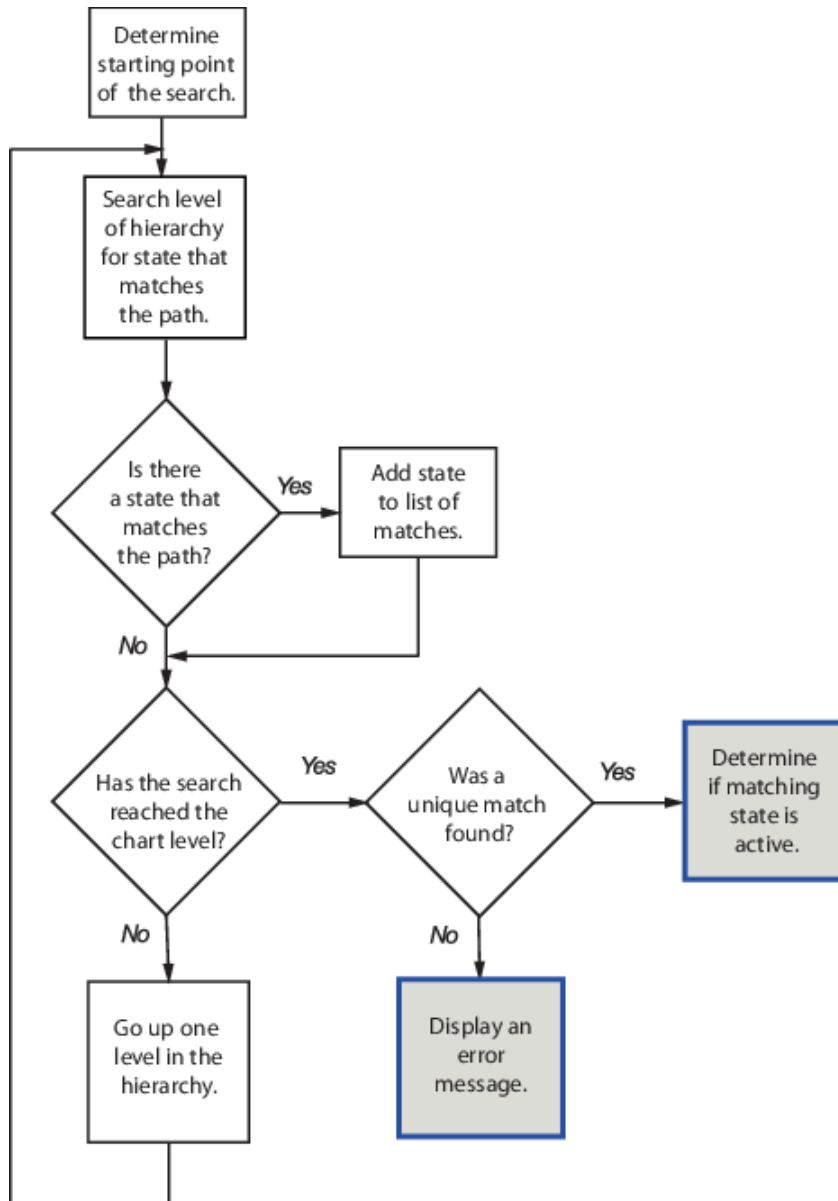 Determine
starting point
of the search.
Search level
of hierarchy
for state that
matches
the path.
Is there
a state that
matches
the path?
Yes
Add state
to list of
matches.
No
Has the search
reached the
chart level?
Yes
Was a
unique match
found?
Yes
Determine
if matching
state is
active.
No
Go up one
level in the
hierarchy.
No
Display an
error
message.